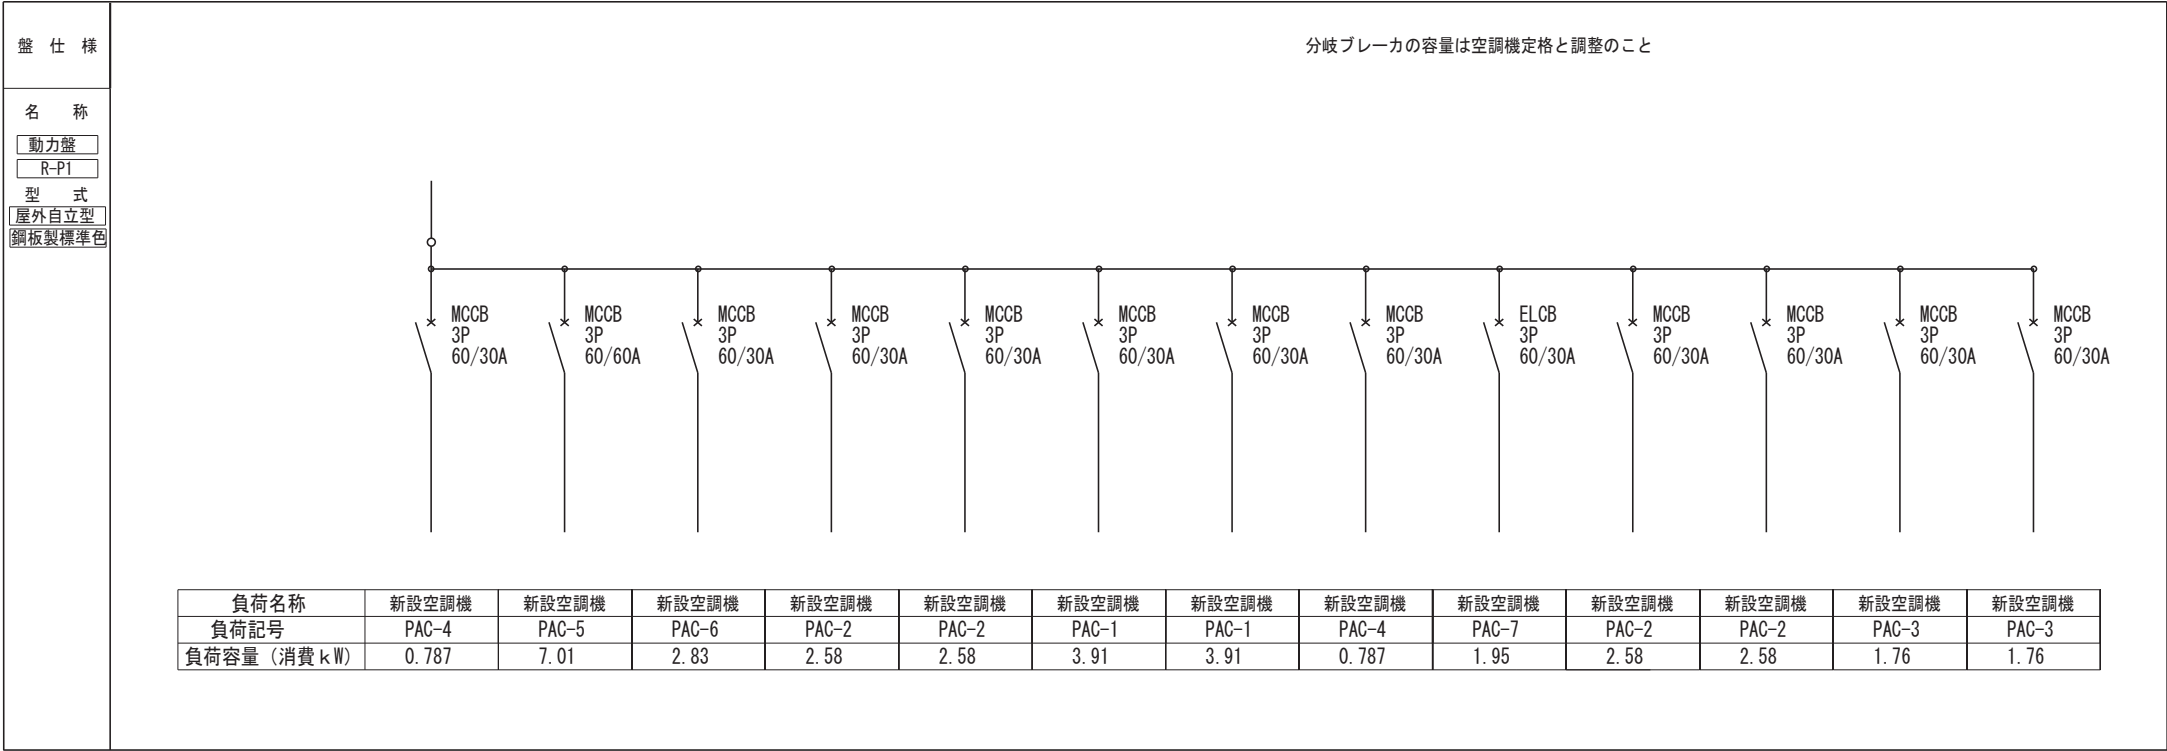 盤 仕 様
分岐ブレーカの容量は空調機定格と調整のこと
名 称
動力盤
R-P1
型 式
屋外自立型
鋼板製標準色
MCCB
3P
60/30A
MCCB
3P
60/60A
MCCB
3P
60/30A
MCCB
3P
60/30A
MCCB
3P
60/30A
MCCB
3P
60/30A
MCCB
3P
60/30A
MCCB
3P
60/30A
ELCB
3P
60/30A
MCCB
3P
60/30A
MCCB
3P
60/30A
MCCB
3P
60/30A
MCCB
3P
60/30A
負荷名称 新設空調機 新設空調機 新設空調機 新設空調機 新設空調機 新設空調機 新設空調機 新設空調機 新設空調機 新設空調機 新設空調機 新設空調機 新設空調機
負荷記号 PAC-4 PAC-5 PAC-6 PAC-2 PAC-2 PAC-1 PAC-1 PAC-4 PAC-7 PAC-2 PAC-2 PAC-3 PAC-3
負荷容量（消費ｋW） 0.787 7.01 2.83 2.58 2.58 3.91 3.91 0.787 1.95 2.58 2.58 1.76 1.76